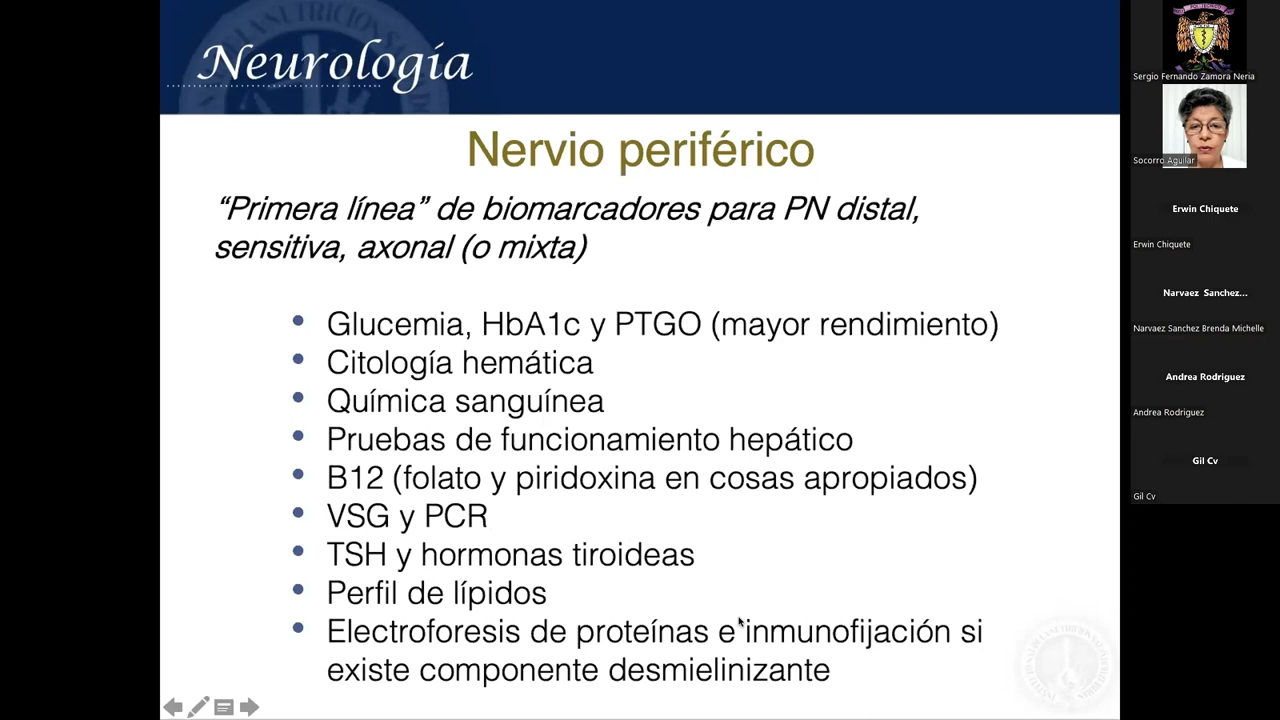 Neurología
Nervio periférico
“Primera línea” de biomarcadores para PN distal,
sensitiva, axonal (o mixta)
• Glucemia, HbA1c y PTGO (mayor rendimiento)
• Citología hemática
• Química sanguínea
• Pruebas de funcionamiento hepático
• B12 (folato y piridoxina en cosas apropiados)
• VSG y PCR
• TSH y hormonas tiroideas
• Perfil de lípidos
• Electroforesis de proteínas e inmunofijación si
existe componente desmielinizante
Sergio Fernando Zamora Neria
Socorro Aguilar
Erwin Chiquete
Erwin Chiquete
Narvaez Sanchez...
Narvaez Sanchez Brenda Michelle
Andrea Rodriguez
Andrea Rodriguez
Gil Cv
Gil Cv